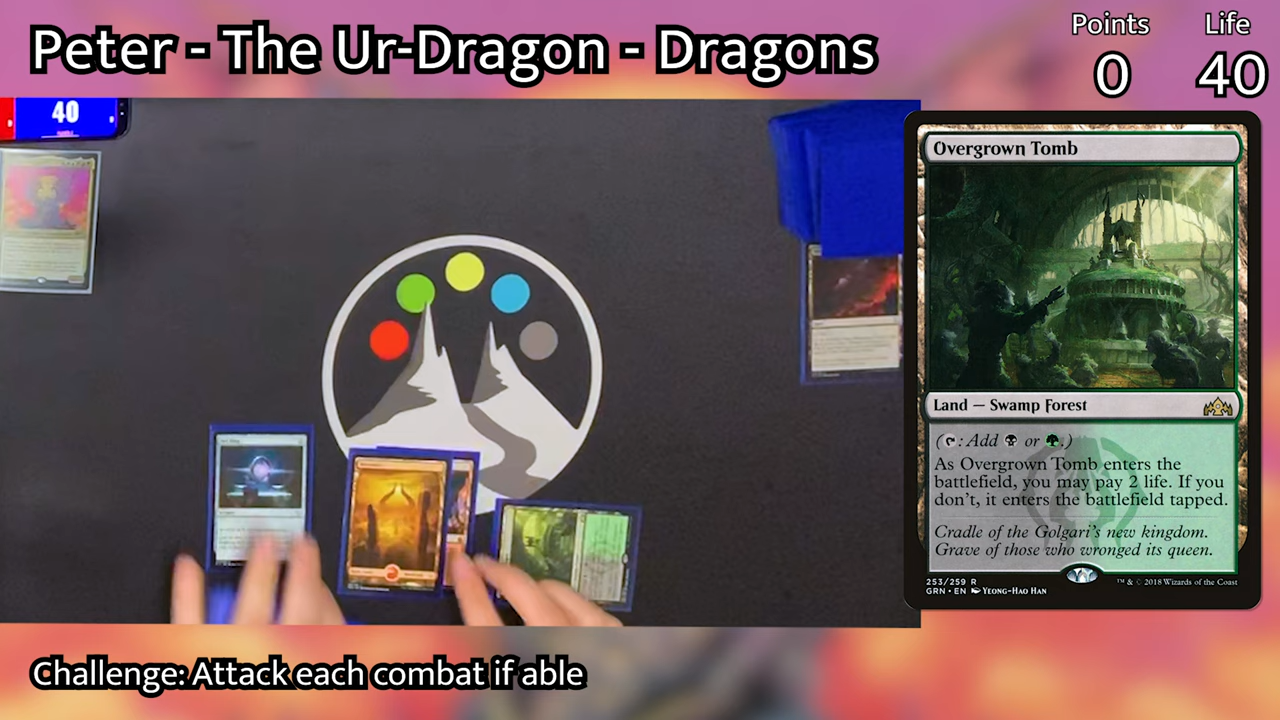 Peter - The Ur-Dragon - Dragons
Points
0
Life
40
40
Overgrown Tomb
Land — Swamp Forest
( : Add or .)
As Overgrown Tomb enters the
battlefield, you may pay 2 life. If you
don't, it enters the battlefield tapped.
Cradle of the Golgari's new kingdom.
Grave of those who wronged its queen.
253/259 R
GRN • EN Yeong-Hao Han
™ & © 2018 Wizards of the Coast
Challenge: Attack each combat if able